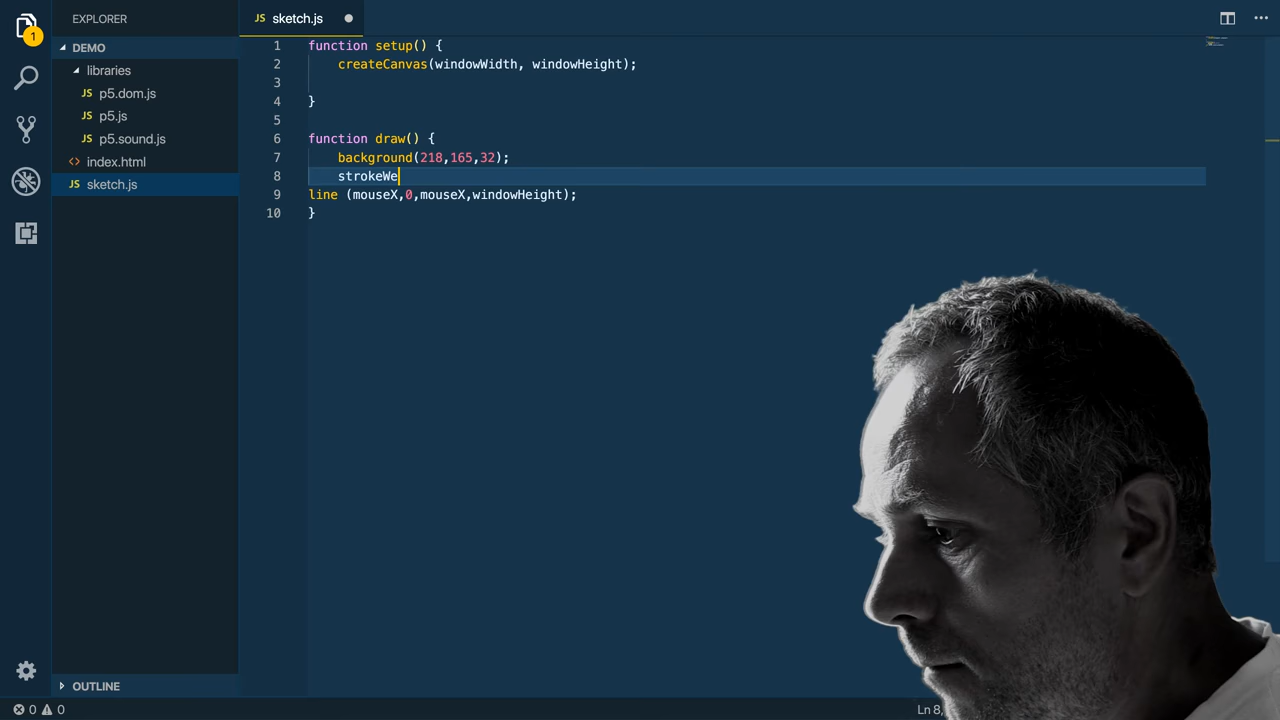 1
EXPLORER
JS sketch.js
DEMO
libraries
JS p5.dom.js
JS p5.js
JS p5.sound.js
<> index.html
JS sketch.js
1 function setup() {
2 createCanvas(windowWidth, windowHeight);
3
4 }
5
6 function draw() {
7 background(218,165,32);
8 strokeWe
9 line (mouseX,0,mouseX,windowHeight);
10 }
OUTLINE
0 0
Ln 8,